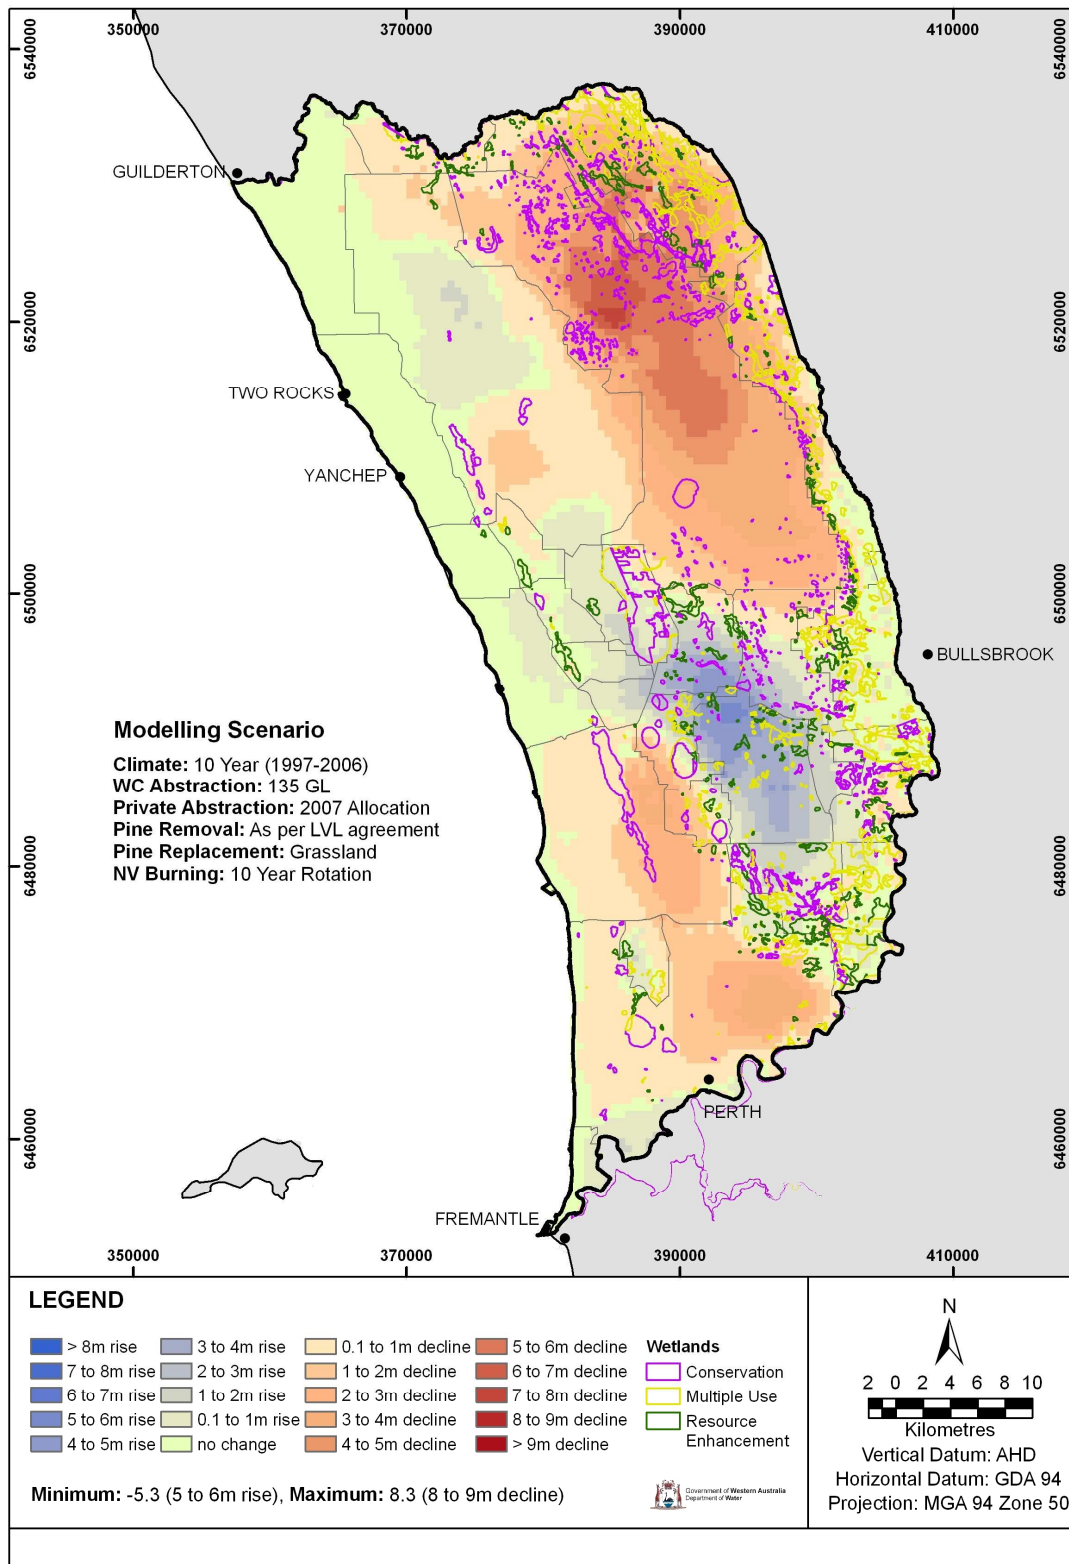 350000 370000 390000 410000
6540000 6540000
GUILDERTON
6520000 6520000
TWO ROCKS
YANCHEP
6500000 6500000
BULLSBROOK
Modelling Scenario
Climate: 10 Year (1997-2006)
WC Abstraction: 135 GL
Private Abstraction: 2007 Allocation
Pine Removal: As per LVL agreement
Pine Replacement: Grassland
NV Burning: 10 Year Rotation
6480000 6480000
PERTH
6460000 6460000
FREMANTLE
350000 370000 390000 410000
LEGEND
> 8m rise
7 to 8m rise
6 to 7m rise
5 to 6m rise
4 to 5m rise
3 to 4m rise
2 to 3m rise
1 to 2m rise
0.1 to 1m rise
no change
0.1 to 1m decline
1 to 2m decline
2 to 3m decline
3 to 4m decline
4 to 5m decline
5 to 6m decline
6 to 7m decline
7 to 8m decline
8 to 9m decline
> 9m decline
Wetlands
Conservation
Multiple Use
Resource
Enhancement
Minimum: -5.3 (5 to 6m rise), Maximum: 8.3 (8 to 9m decline)
Government of Western Australia
Department of Water
N
2 0 2 4 6 8 10
Kilometres
Vertical Datum: AHD
Horizontal Datum: GDA 94
Projection: MGA 94 Zone 50